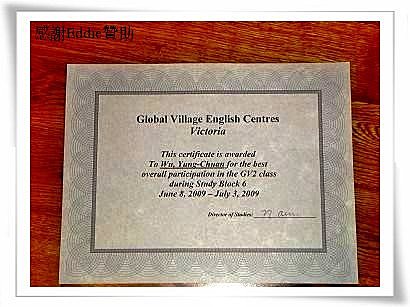 感謝Eddie贊助
Global Village English Centres
Victoria
This certificate is awarded
To Wu, Yung-Chuan for the best
overall participation in the GV2 class
during Study Block 6
June 8, 2009 – July 3, 2009
Director of Studies: